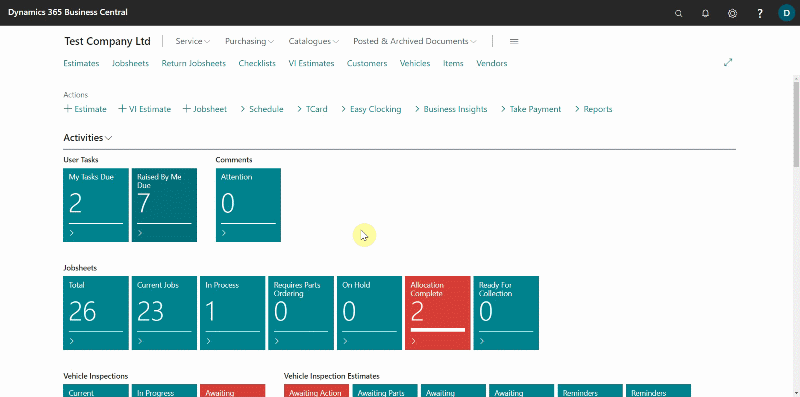 Dynamics 365 Business Central
?
D
Test Company Ltd
Service
Purchasing
Catalogues
Posted & Archived Documents
Estimates
Jobsheets
Return Jobsheets
Checklists
VI Estimates
Customers
Vehicles
Items
Vendors
Actions
+ Estimate
+ VI Estimate
+ Jobsheet
> Schedule
> TCard
> Easy Clocking
> Business Insights
> Take Payment
> Reports
Activities
User Tasks
My Tasks Due
2
Raised By Me
Due
7
Comments
Attention
0
Jobsheets
Total
26
Current Jobs
23
In Process
1
Requires Parts
Ordering
0
On Hold
0
Allocation
Complete
2
Ready For
Collection
0
Vehicle Inspections
Current
In Progress
Awaiting
Vehicle Inspection Estimates
Awaiting Action
Awaiting Parts
Awaiting
Awaiting
Reminders
Reminders